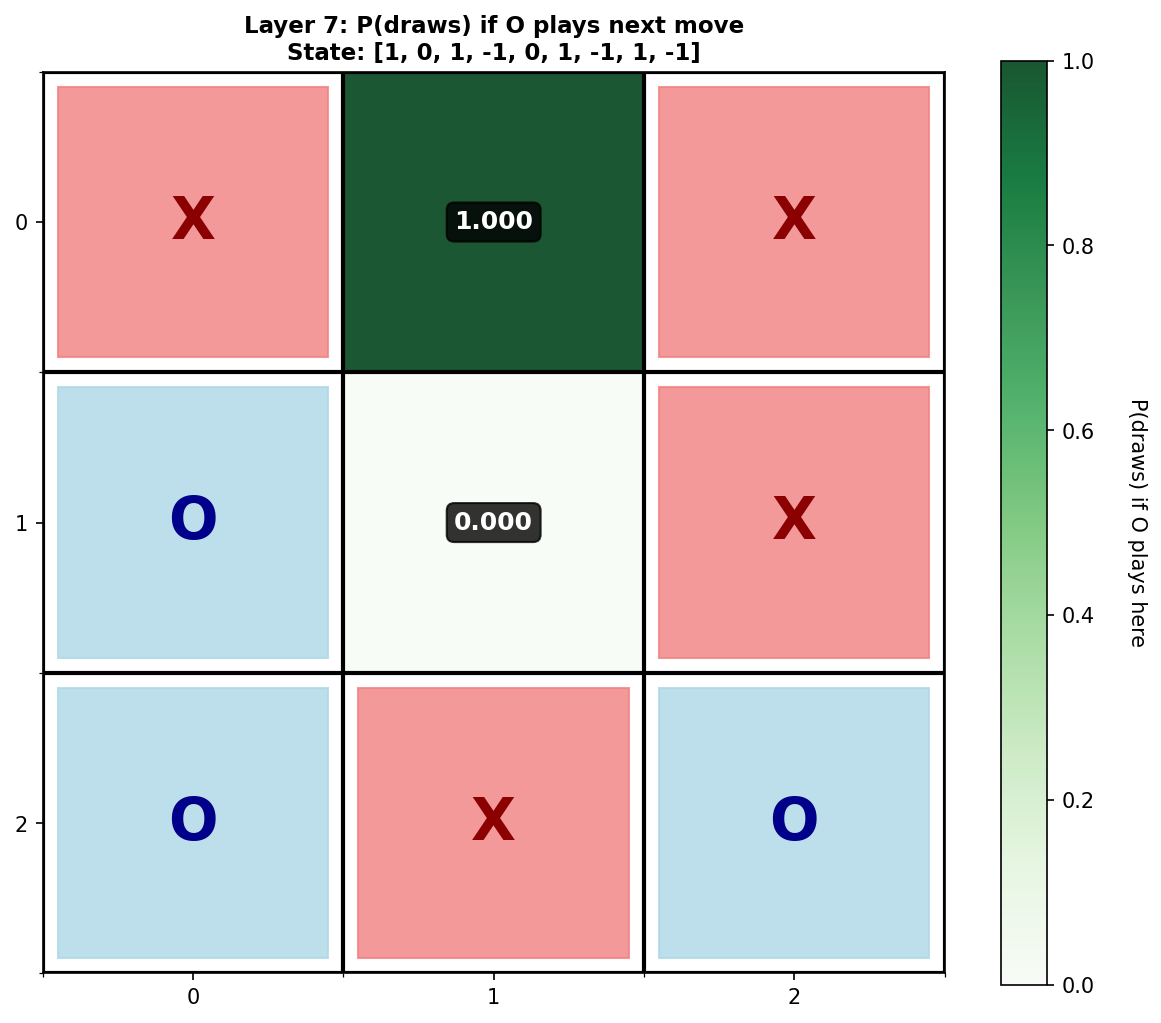 Layer 7: P(draws) if O plays next move
State: [1, 0, 1, -1, 0, 1, -1, 1, -1]
0
X
1.000
X
1
O
0.000
X
2
O
X
O
0
1
2
1.0
0.8
0.6
0.4
0.2
0.0
P(draws) if O plays here